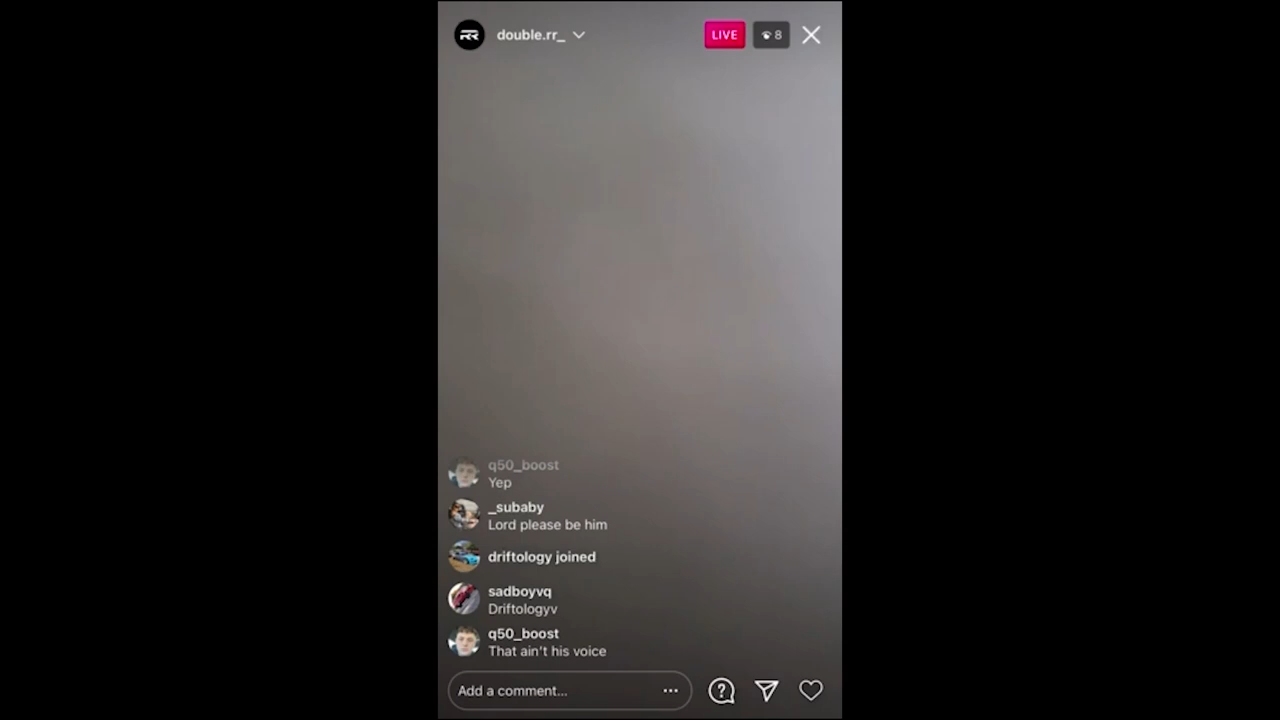 RR double.rr_ LIVE 8
q50_boost
Yep
_subaby
Lord please be him
driftology joined
sadboyvq
Driftologyv
q50_boost
That ain't his voice
Add a comment...